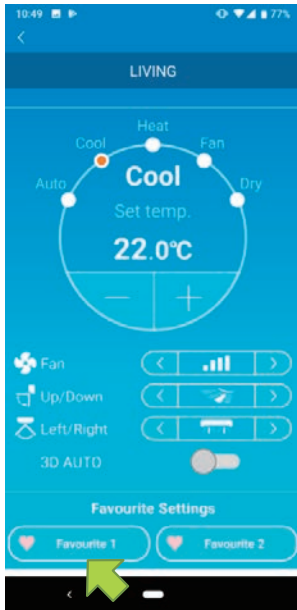 10:49 77%
LIVING
Heat
Cool Fan
Auto Cool Dry
Set temp.
22.0°C
Fan
Up/Down
Left/Right
3D AUTO
Favourite Settings
Favourite 1 Favourite 2